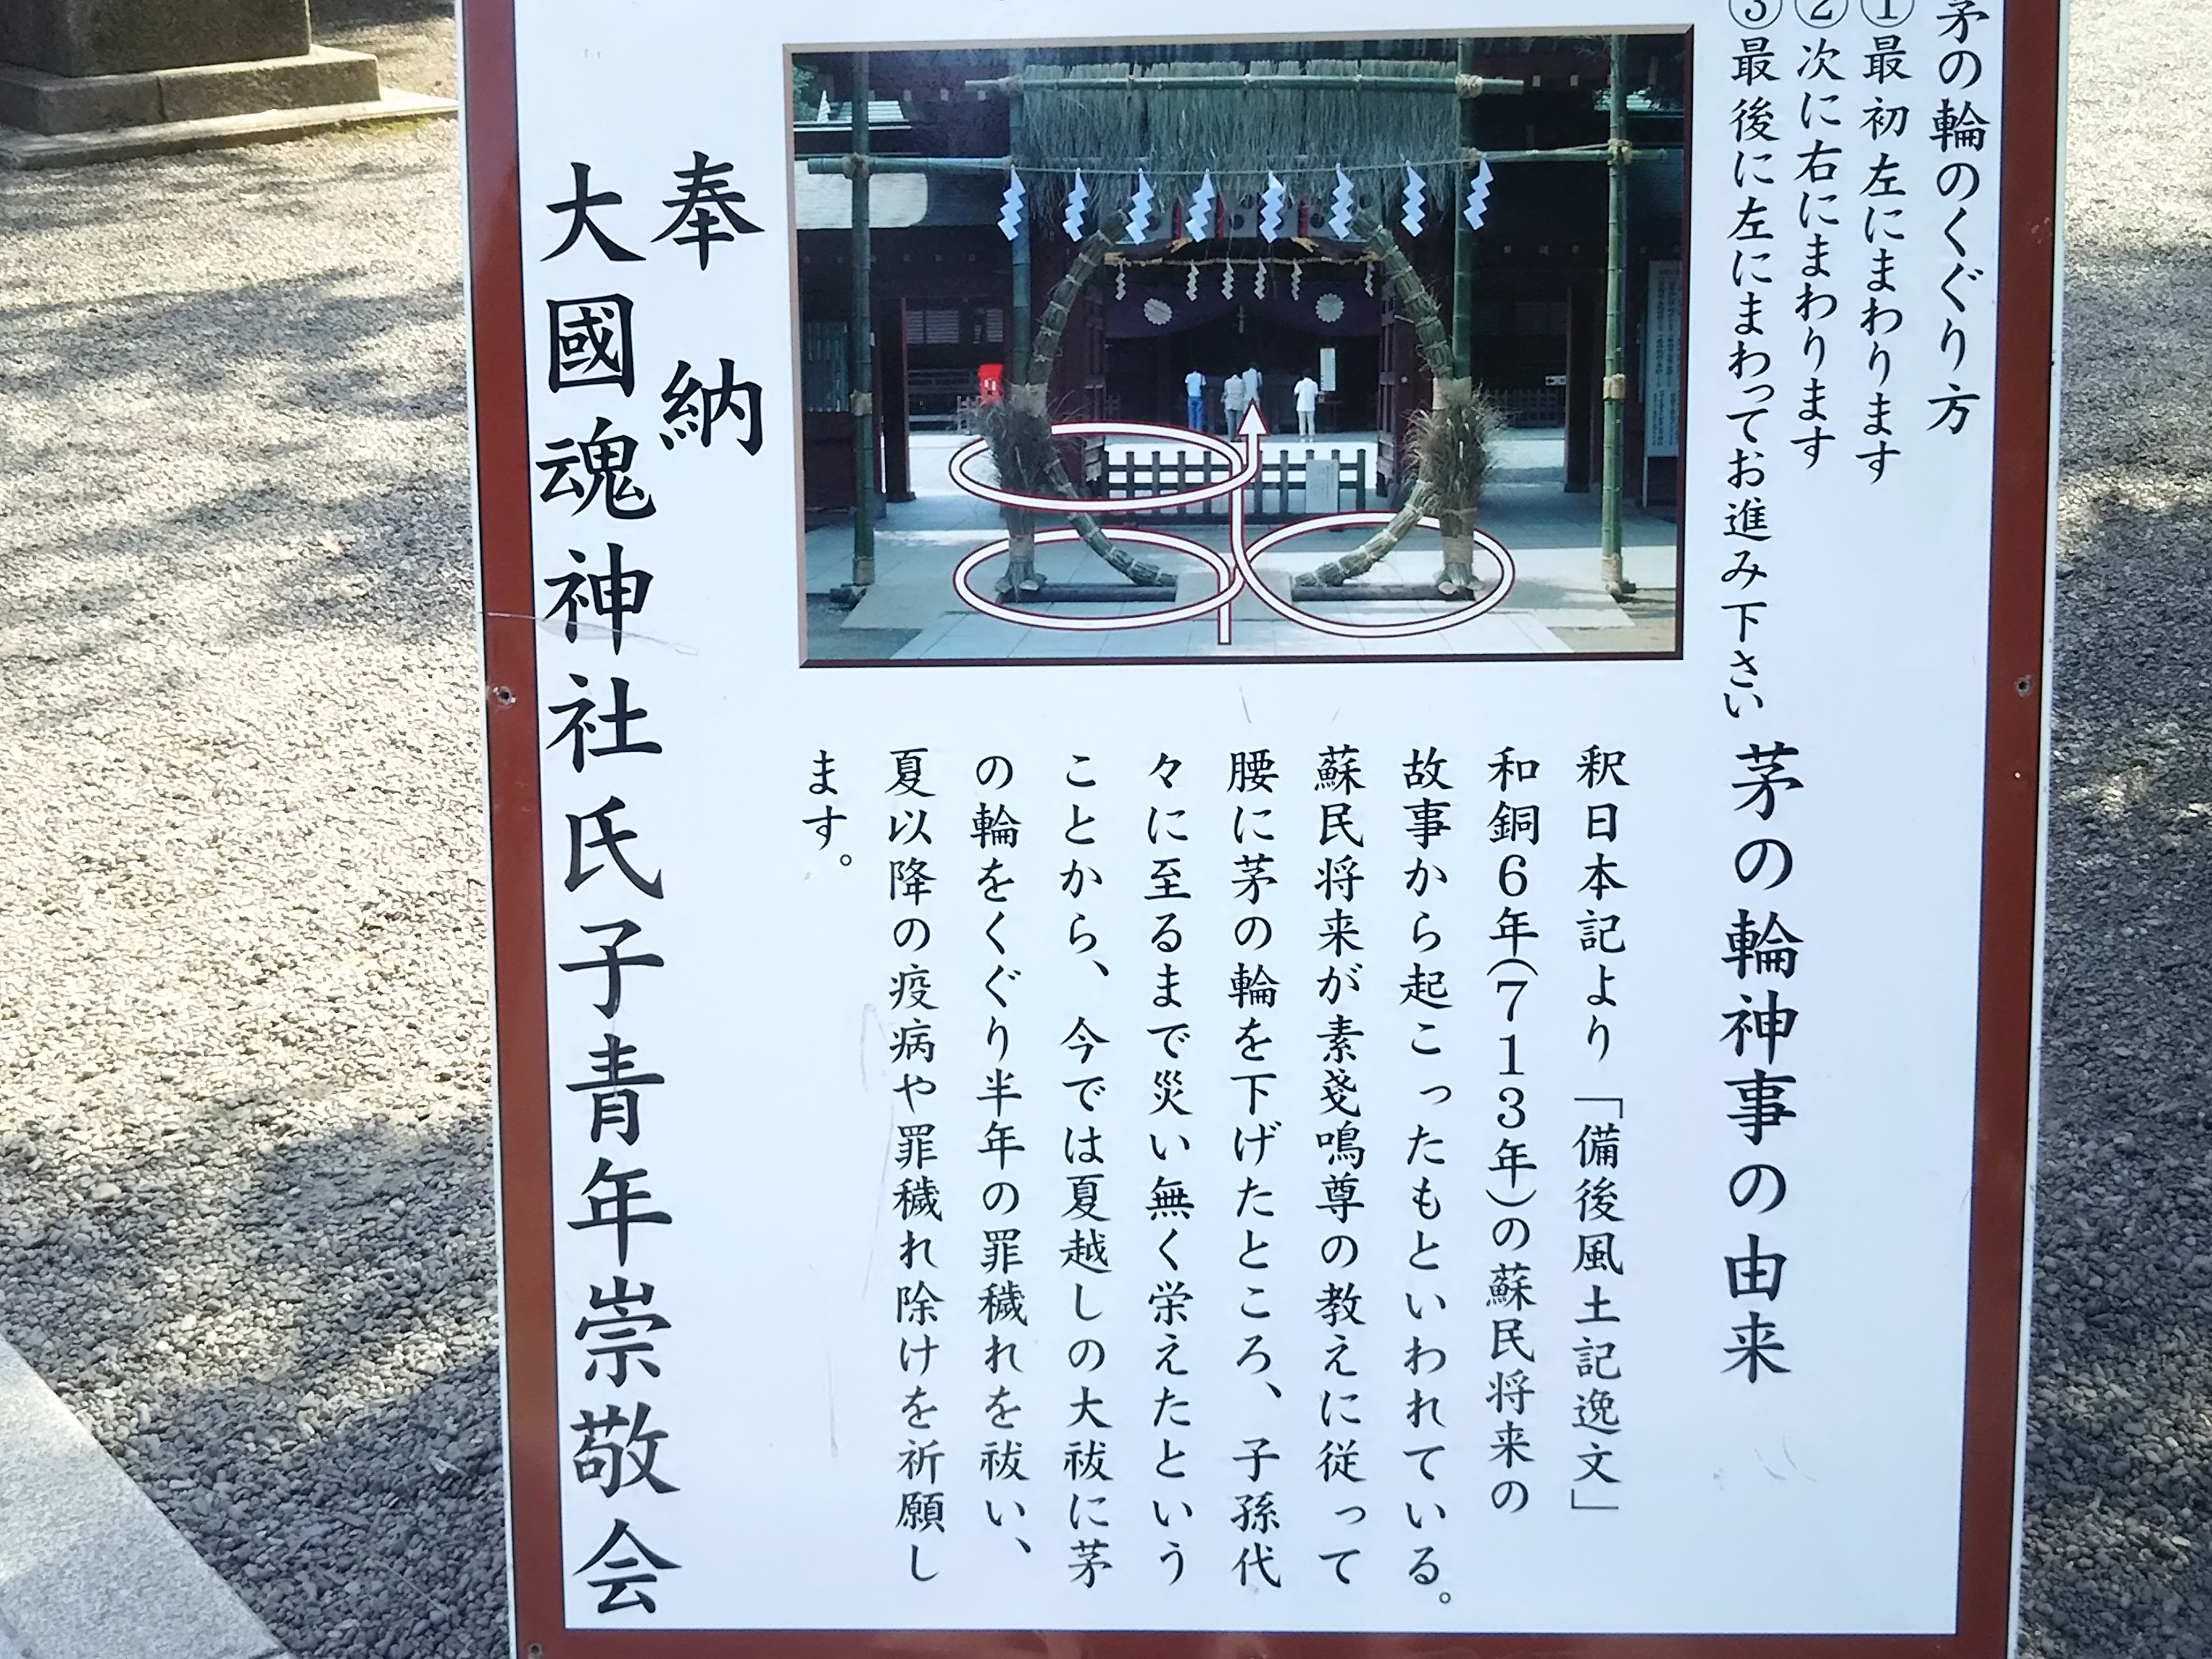 茅の輪のくぐり方
①最初左にまわります
②次に右にまわります
③最後に左にまわってお進み下さい
茅の輪神事の由来
釈日本記より「備後風土記逸文」
和銅6年(713年)の蘇民将来の
故事から起こったもといわれている。
蘇民将来が素戔嗚尊の教えに従って
腰に茅の輪を下げたところ、子孫代
々に至るまで災い無く栄えたという
ことから、今では夏越しの大祓に茅
の輪をくぐり半年の罪穢れを祓い、
夏以降の疫病や罪穢れ除けを祈願し
ます。
奉納
大國魂神社氏子青年崇敬会